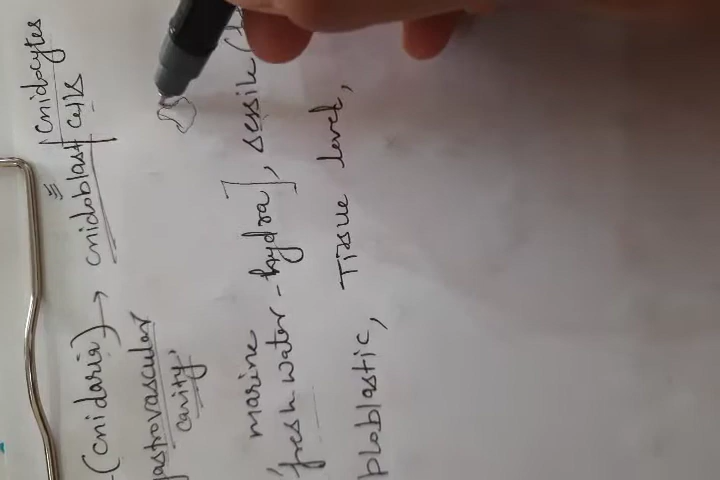 (cnidaria) → cnidoblast / cnidocytes
cells
gastrovascular
cavity,
marine
fresh water - hydra], sessile (
ploblastic, Tissue level,